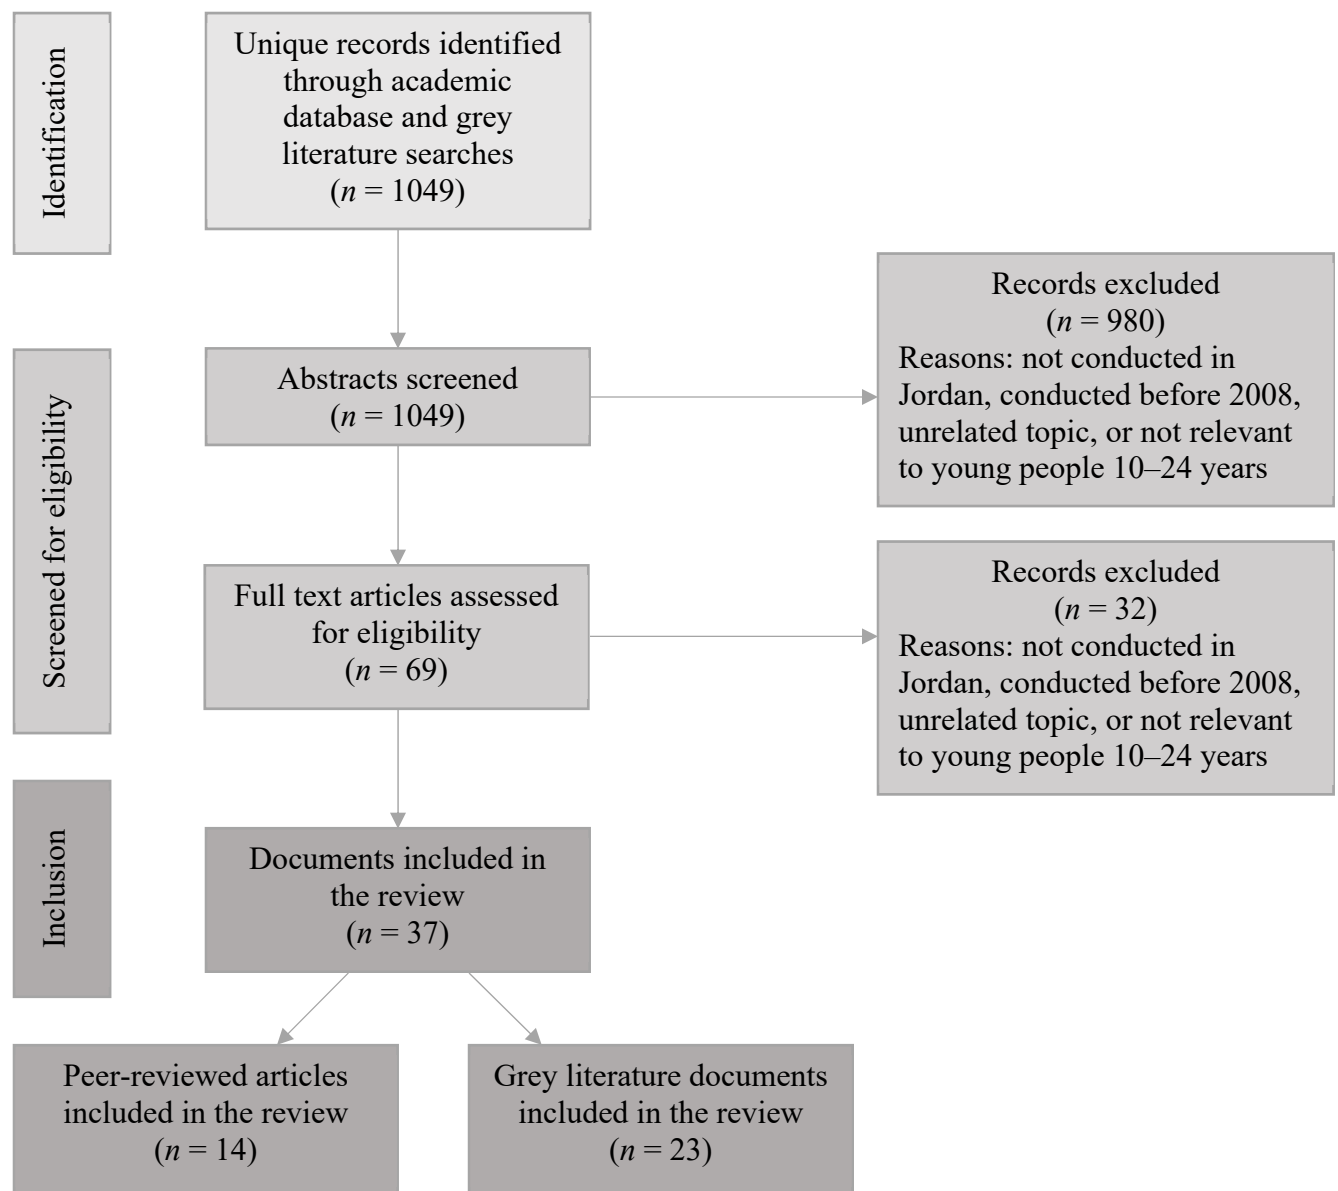 Identification
Unique records identified
through academic
database and grey
literature searches
(n = 1049)
Screened for eligibility
Abstracts screened
(n = 1049)
Records excluded
(n = 980)
Reasons: not conducted in
Jordan, conducted before 2008,
unrelated topic, or not relevant
to young people 10–24 years
Full text articles assessed
for eligibility
(n = 69)
Records excluded
(n = 32)
Reasons: not conducted in
Jordan, conducted before 2008,
unrelated topic, or not relevant
to young people 10–24 years
Inclusion
Documents included in
the review
(n = 37)
Peer-reviewed articles
included in the review
(n = 14)
Grey literature documents
included in the review
(n = 23)